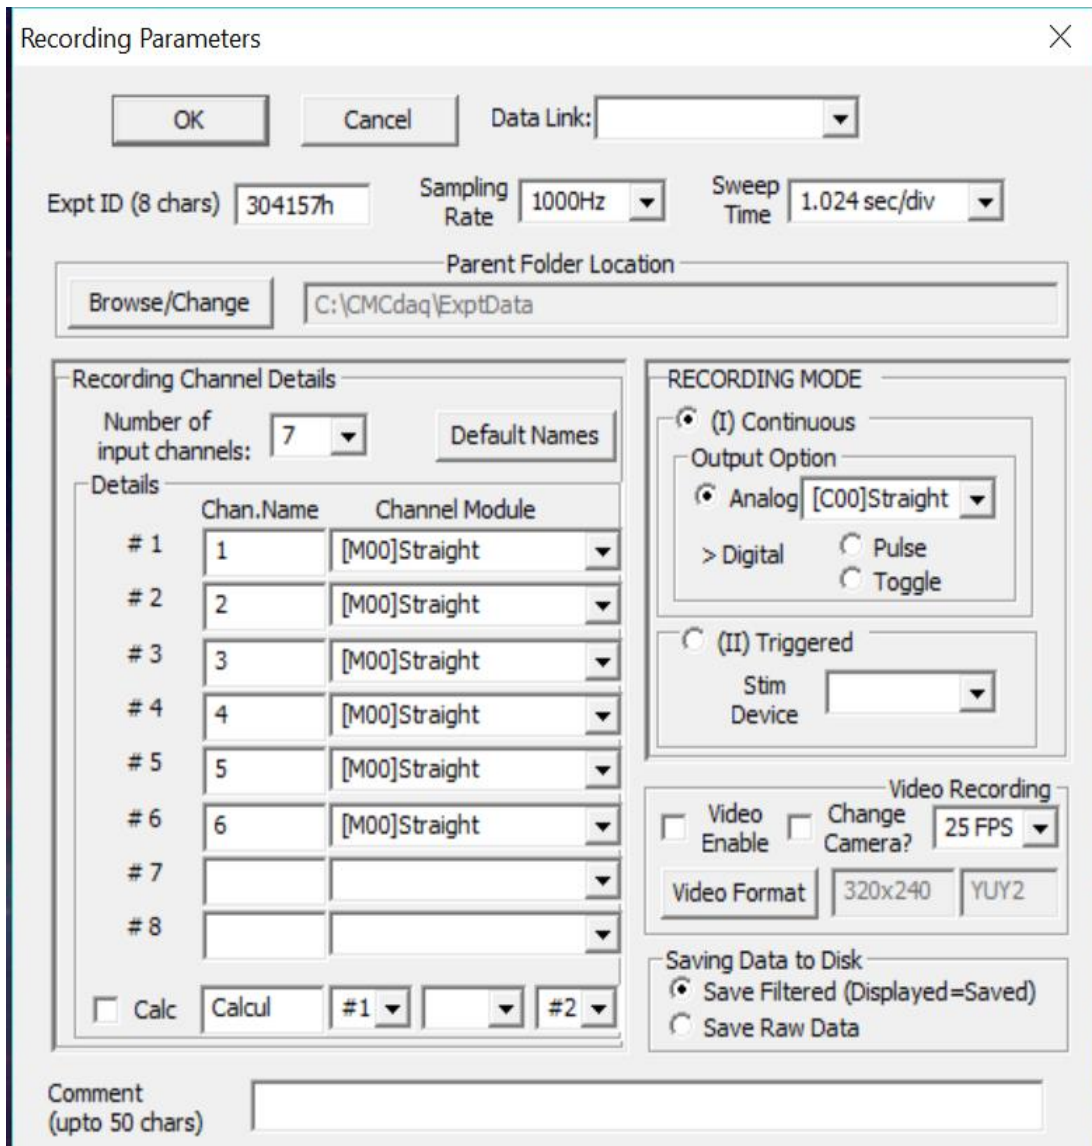 Recording Parameters
OK Cancel Data Link:
Expt ID (8 chars) 304157h Sampling Rate 1000Hz Sweep Time 1.024 sec/div
Parent Folder Location
Browse/Change C:\CMCdaq\ExptData
Recording Channel Details
Number of
input channels: 7 Default Names
Details
Chan.Name Channel Module
# 1 1 [M00]Straight
# 2 2 [M00]Straight
# 3 3 [M00]Straight
# 4 4 [M00]Straight
# 5 5 [M00]Straight
# 6 6 [M00]Straight
# 7
# 8
Calc Calcul #1 #2
RECORDING MODE
(I) Continuous
Output Option
Analog [C00]Straight
> Digital Pulse
Toggle
(II) Triggered
Stim
Device
Video Recording
Video Enable Change Camera? 25 FPS
Video Format 320x240 YUY2
Saving Data to Disk
Save Filtered (Displayed=Saved)
Save Raw Data
Comment
(upto 50 chars)